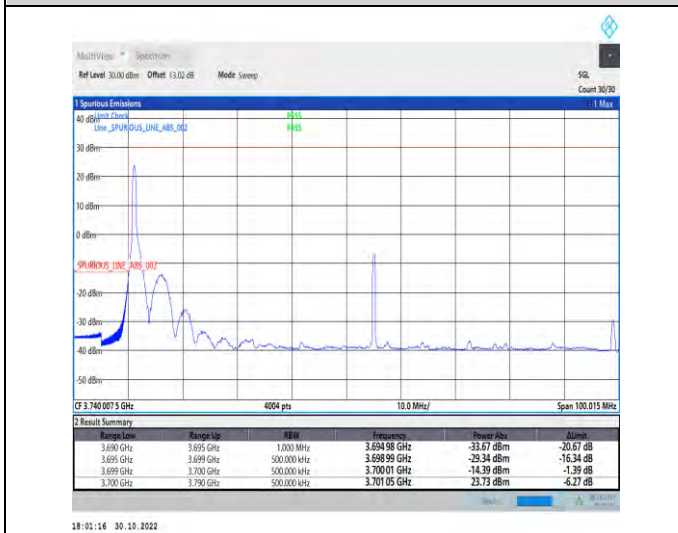 MultiView Spectrum
Ref Level 30.00 dBm Offset 13.02 dB Mode Sweep SGL
Count 30/30
1 Spurious Emissions 1 Max
40 dBm Limit Check PASS
Line _SPURIOUS_LINE_ABS_002 PASS
30 dBm
20 dBm
10 dBm
0 dBm
_SPURIOUS_LINE_ABS_002
-20 dBm
-30 dBm
-40 dBm
-50 dBm
CF 3.740 007 5 GHz 4004 pts 10.0 MHz/ Span 100.015 MHz
2 Result Summary
Range Low Range Up RBW Frequency Power Abs ΔLimit
3.690 GHz 3.695 GHz 1.000 MHz 3.694 98 GHz -33.67 dBm -20.67 dB
3.695 GHz 3.699 GHz 500.000 kHz 3.698 99 GHz -29.34 dBm -16.34 dB
3.699 GHz 3.700 GHz 500.000 kHz 3.700 01 GHz -14.39 dBm -1.39 dB
3.700 GHz 3.790 GHz 500.000 kHz 3.701 05 GHz 23.73 dBm -6.27 dB
18:01:16 30.10.2022